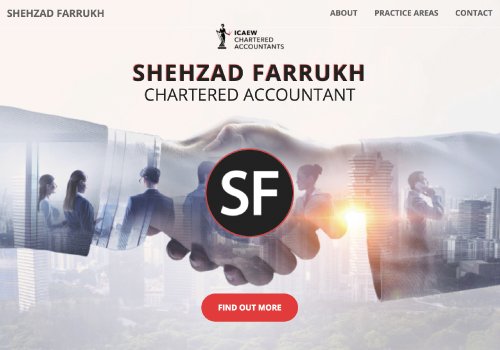 SHEHZAD FARRUKH
ABOUT PRACTICE AREAS CONTACT
ICAEW
CHARTERED
ACCOUNTANTS
SHEHZAD FARRUKH
CHARTERED ACCOUNTANT
SF
FIND OUT MORE